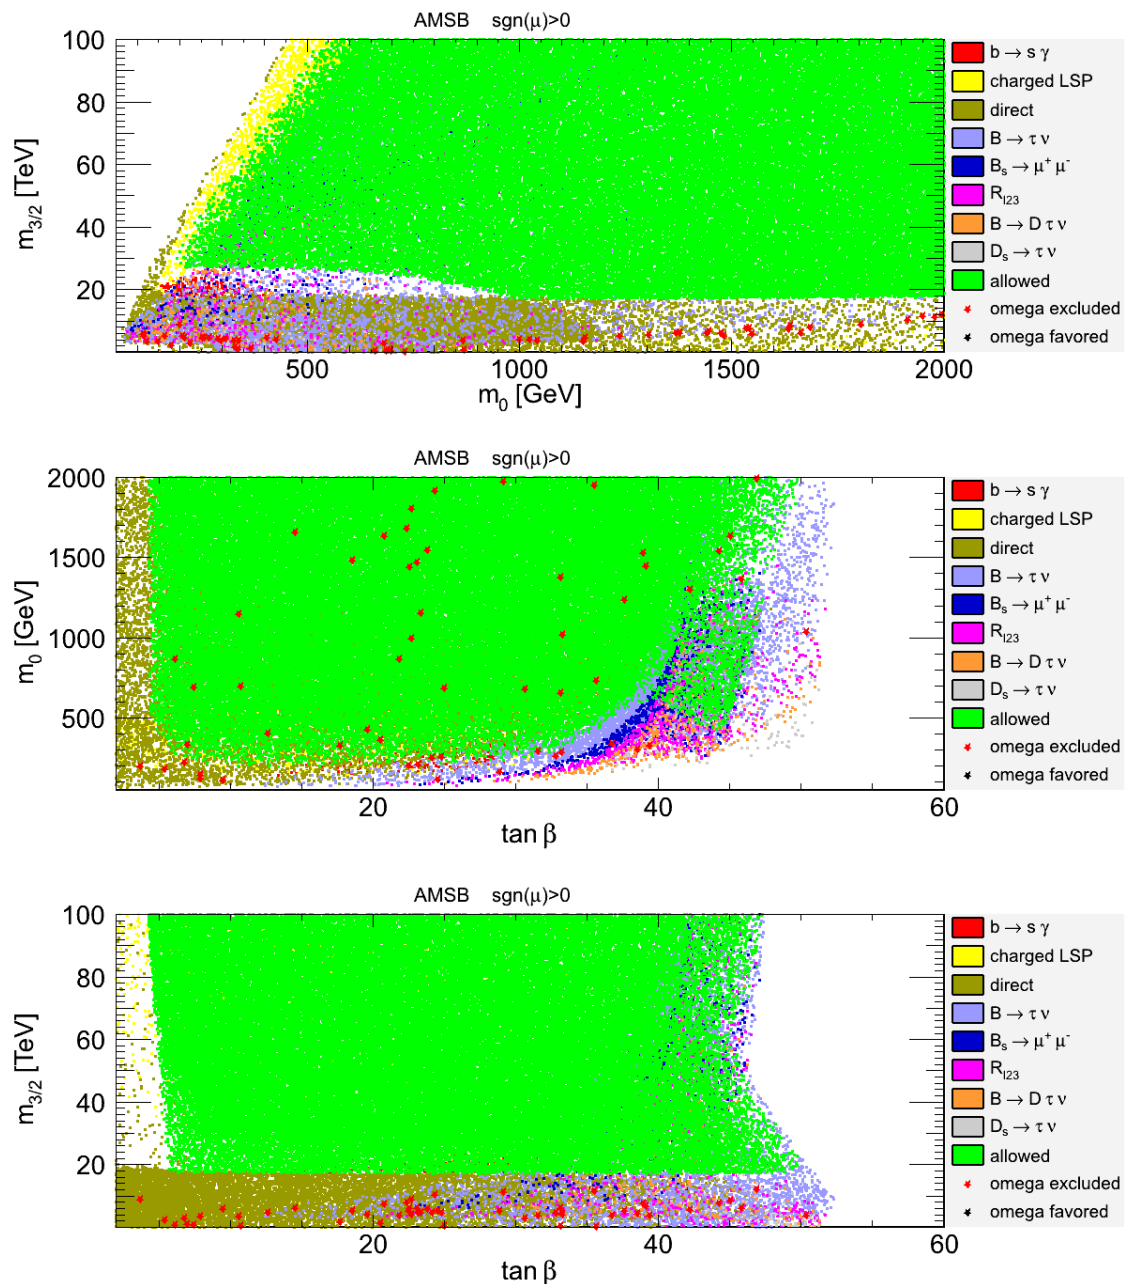 AMSB sgn(μ)>0
m3/2 [TeV]
100
80
60
40
20
500
1000
1500
2000
m0 [GeV]
b → s γ
charged LSP
direct
B → τ ν
Bs → μ+ μ-
Rl23
B → D τ ν
Ds → τ ν
allowed
omega excluded
omega favored
AMSB sgn(μ)>0
m0 [GeV]
2000
1500
1000
500
20
40
60
tan β
b → s γ
charged LSP
direct
B → τ ν
Bs → μ+ μ-
Rl23
B → D τ ν
Ds → τ ν
allowed
omega excluded
omega favored
AMSB sgn(μ)>0
m3/2 [TeV]
100
80
60
40
20
20
40
60
tan β
b → s γ
charged LSP
direct
B → τ ν
Bs → μ+ μ-
Rl23
B → D τ ν
Ds → τ ν
allowed
omega excluded
omega favored